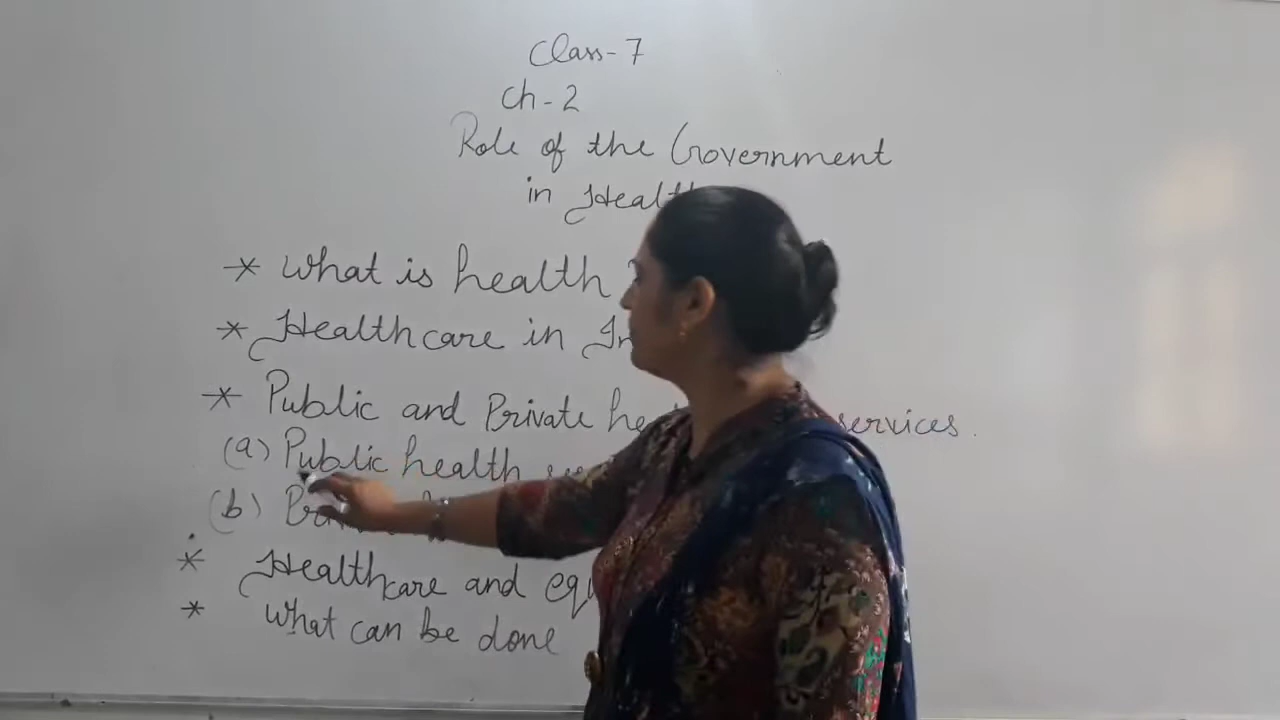 Class-7
Ch-2
Role of the Government
in
* What is health
* Healthcare in
* Public and Private services.
(a) Public health
(b)
* Healthcare and
* What can be done